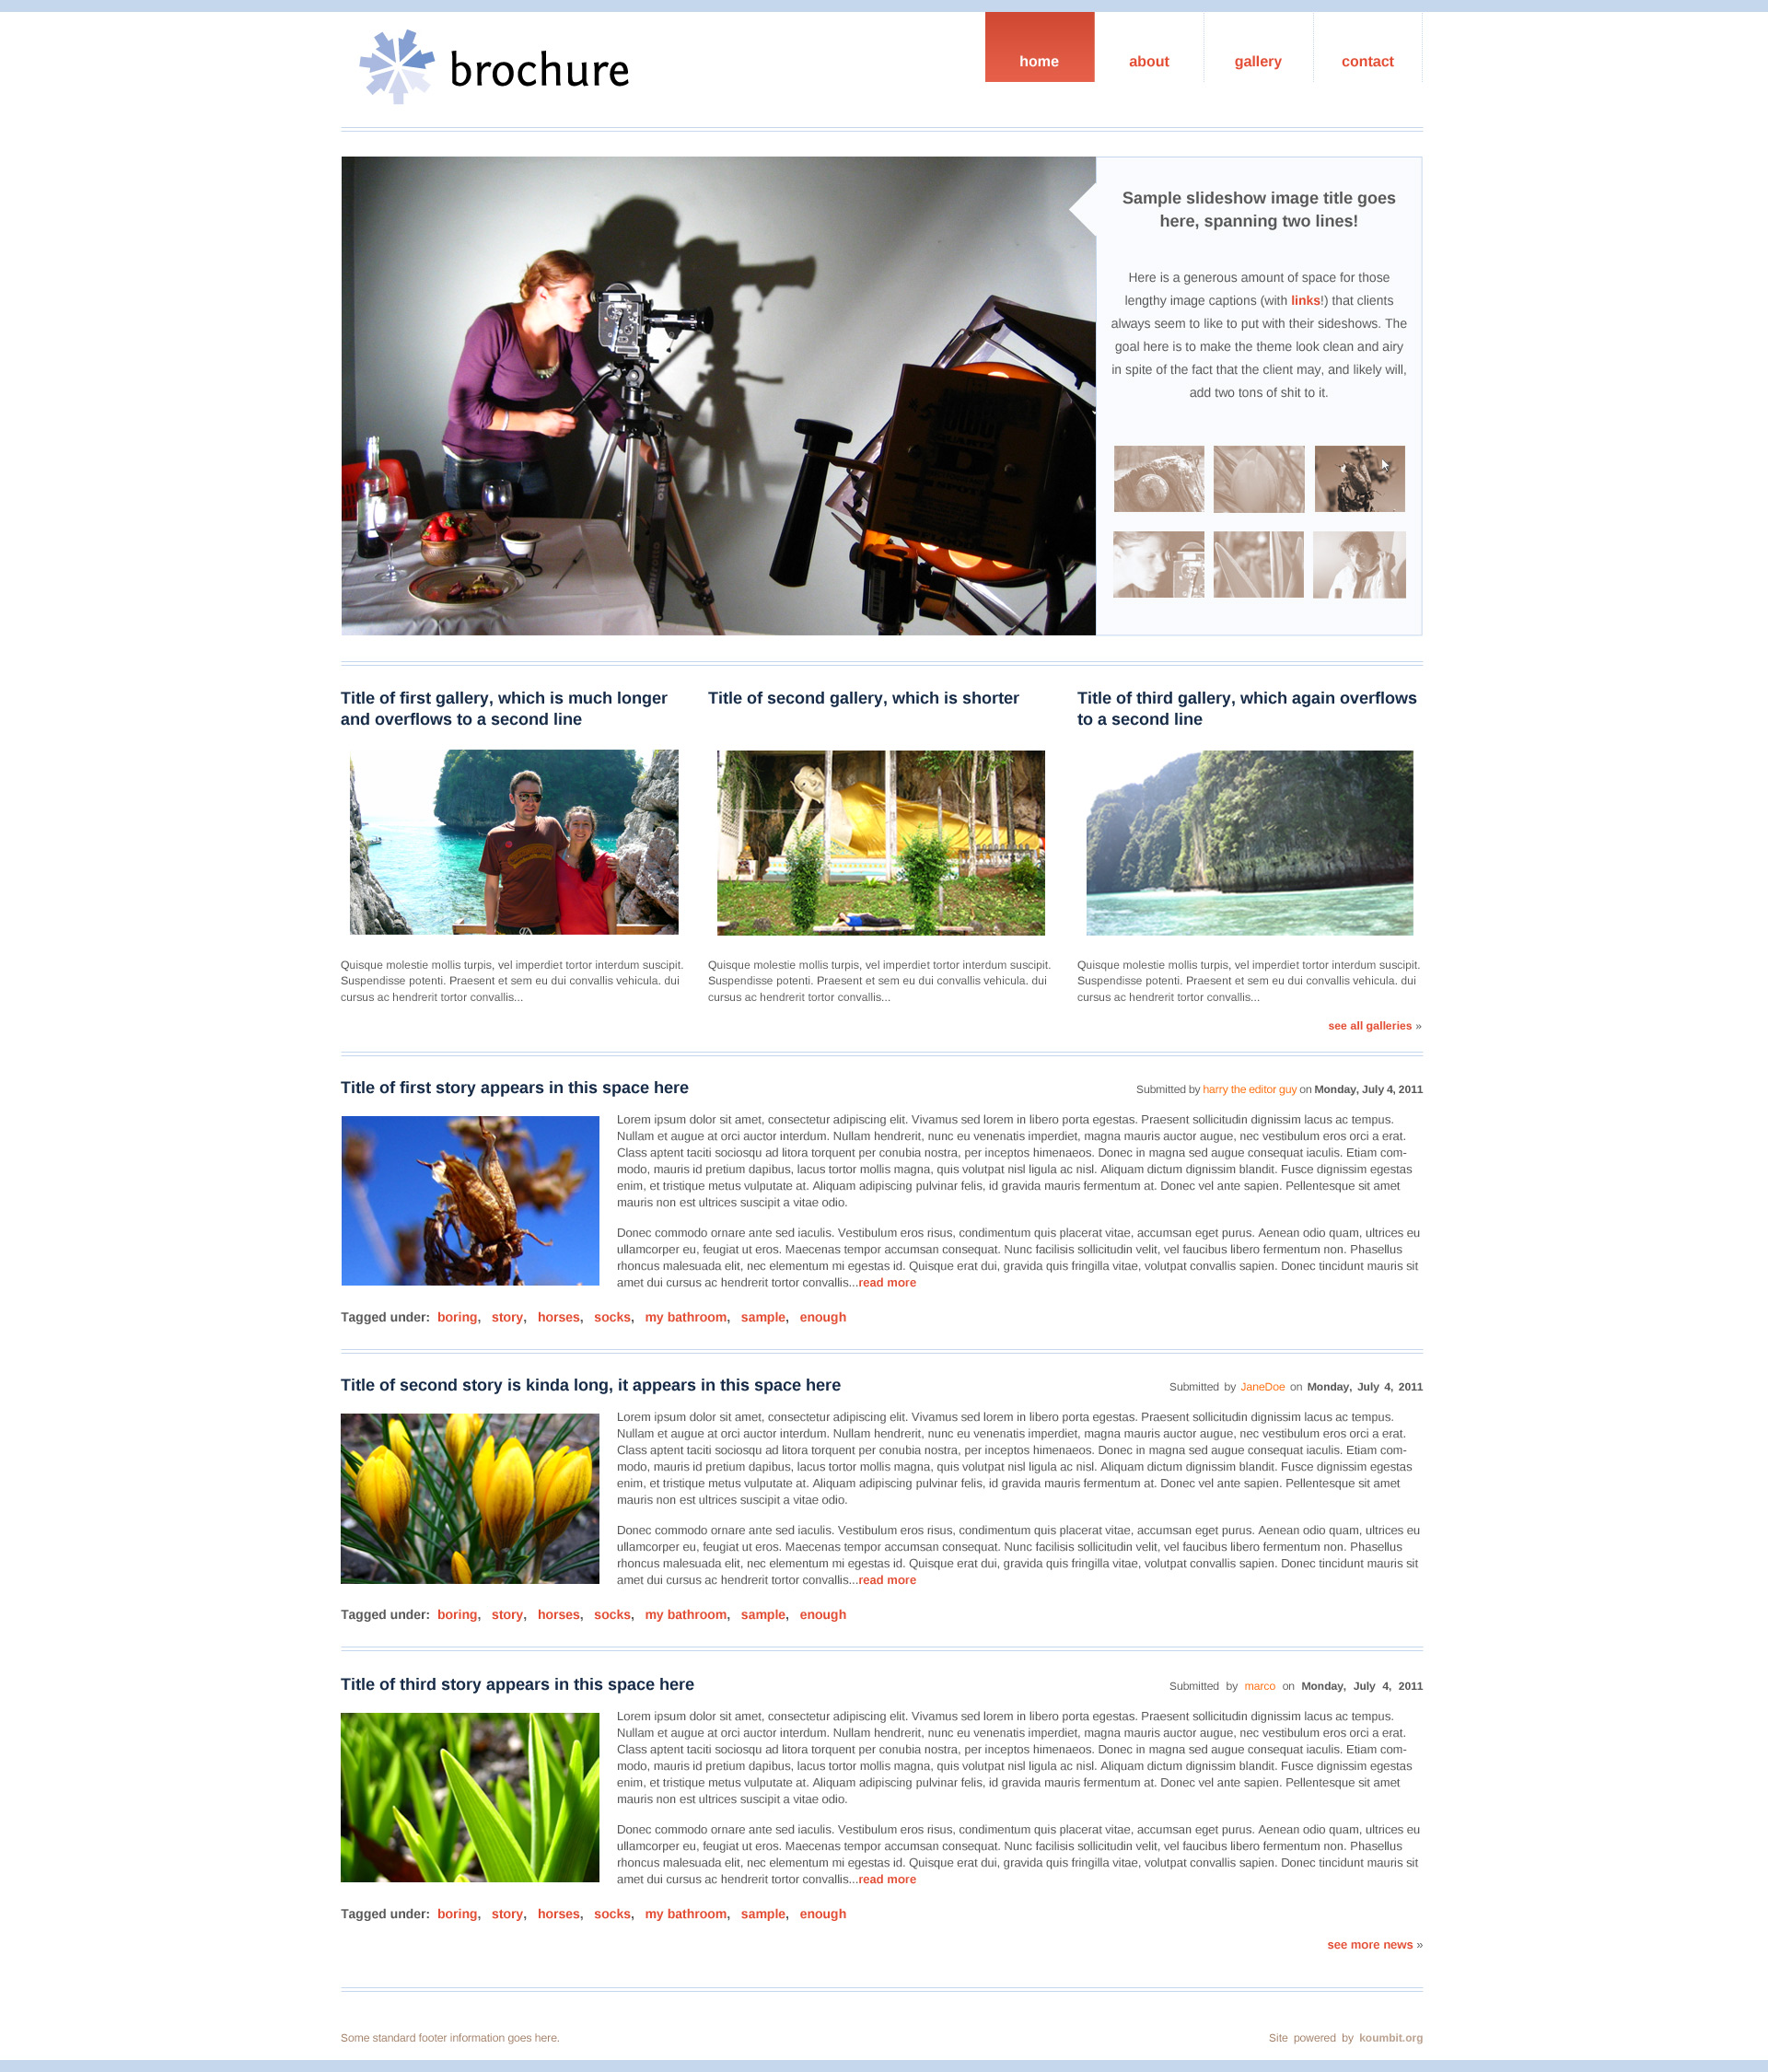 brochure
home about gallery contact
Sample slideshow image title goes
here, spanning two lines!
Here is a generous amount of space for those
lengthy image captions (with links!) that clients
always seem to like to put with their sideshows. The
goal here is to make the theme look clean and airy
in spite of the fact that the client may, and likely will,
add two tons of shit to it.
Title of first gallery, which is much longer
and overflows to a second line
Quisque molestie mollis turpis, vel imperdiet tortor interdum suscipit.
Suspendisse potenti. Praesent et sem eu dui convallis vehicula. dui
cursus ac hendrerit tortor convallis...
Title of second gallery, which is shorter
Quisque molestie mollis turpis, vel imperdiet tortor interdum suscipit.
Suspendisse potenti. Praesent et sem eu dui convallis vehicula. dui
cursus ac hendrerit tortor convallis...
Title of third gallery, which again overflows
to a second line
Quisque molestie mollis turpis, vel imperdiet tortor interdum suscipit.
Suspendisse potenti. Praesent et sem eu dui convallis vehicula. dui
cursus ac hendrerit tortor convallis...
see all galleries »
Title of first story appears in this space here
Submitted by harry the editor guy on Monday, July 4, 2011
Lorem ipsum dolor sit amet, consectetur adipiscing elit. Vivamus sed lorem in libero porta egestas. Praesent sollicitudin dignissim lacus ac tempus.
Nullam et augue at orci auctor interdum. Nullam hendrerit, nunc eu venenatis imperdiet, magna mauris auctor augue, nec vestibulum eros orci a erat.
Class aptent taciti sociosqu ad litora torquent per conubia nostra, per inceptos himenaeos. Donec in magna sed augue consequat iaculis. Etiam com-
modo, mauris id pretium dapibus, lacus tortor mollis magna, quis volutpat nisl ligula ac nisl. Aliquam dictum dignissim blandit. Fusce dignissim egestas
enim, et tristique metus vulputate at. Aliquam adipiscing pulvinar felis, id gravida mauris fermentum at. Donec vel ante sapien. Pellentesque sit amet
mauris non est ultrices suscipit a vitae odio.
Donec commodo ornare ante sed iaculis. Vestibulum eros risus, condimentum quis placerat vitae, accumsan eget purus. Aenean odio quam, ultrices eu
ullamcorper eu, feugiat ut eros. Maecenas tempor accumsan consequat. Nunc facilisis sollicitudin velit, vel faucibus libero fermentum non. Phasellus
rhoncus malesuada elit, nec elementum mi egestas id. Quisque erat dui, gravida quis fringilla vitae, volutpat convallis sapien. Donec tincidunt mauris sit
amet dui cursus ac hendrerit tortor convallis...read more
Tagged under: boring, story, horses, socks, my bathroom, sample, enough
Title of second story is kinda long, it appears in this space here
Submitted by JaneDoe on Monday, July 4, 2011
Lorem ipsum dolor sit amet, consectetur adipiscing elit. Vivamus sed lorem in libero porta egestas. Praesent sollicitudin dignissim lacus ac tempus.
Nullam et augue at orci auctor interdum. Nullam hendrerit, nunc eu venenatis imperdiet, magna mauris auctor augue, nec vestibulum eros orci a erat.
Class aptent taciti sociosqu ad litora torquent per conubia nostra, per inceptos himenaeos. Donec in magna sed augue consequat iaculis. Etiam com-
modo, mauris id pretium dapibus, lacus tortor mollis magna, quis volutpat nisl ligula ac nisl. Aliquam dictum dignissim blandit. Fusce dignissim egestas
enim, et tristique metus vulputate at. Aliquam adipiscing pulvinar felis, id gravida mauris fermentum at. Donec vel ante sapien. Pellentesque sit amet
mauris non est ultrices suscipit a vitae odio.
Donec commodo ornare ante sed iaculis. Vestibulum eros risus, condimentum quis placerat vitae, accumsan eget purus. Aenean odio quam, ultrices eu
ullamcorper eu, feugiat ut eros. Maecenas tempor accumsan consequat. Nunc facilisis sollicitudin velit, vel faucibus libero fermentum non. Phasellus
rhoncus malesuada elit, nec elementum mi egestas id. Quisque erat dui, gravida quis fringilla vitae, volutpat convallis sapien. Donec tincidunt mauris sit
amet dui cursus ac hendrerit tortor convallis...read more
Tagged under: boring, story, horses, socks, my bathroom, sample, enough
Title of third story appears in this space here
Submitted by marco on Monday, July 4, 2011
Lorem ipsum dolor sit amet, consectetur adipiscing elit. Vivamus sed lorem in libero porta egestas. Praesent sollicitudin dignissim lacus ac tempus.
Nullam et augue at orci auctor interdum. Nullam hendrerit, nunc eu venenatis imperdiet, magna mauris auctor augue, nec vestibulum eros orci a erat.
Class aptent taciti sociosqu ad litora torquent per conubia nostra, per inceptos himenaeos. Donec in magna sed augue consequat iaculis. Etiam com-
modo, mauris id pretium dapibus, lacus tortor mollis magna, quis volutpat nisl ligula ac nisl. Aliquam dictum dignissim blandit. Fusce dignissim egestas
enim, et tristique metus vulputate at. Aliquam adipiscing pulvinar felis, id gravida mauris fermentum at. Donec vel ante sapien. Pellentesque sit amet
mauris non est ultrices suscipit a vitae odio.
Donec commodo ornare ante sed iaculis. Vestibulum eros risus, condimentum quis placerat vitae, accumsan eget purus. Aenean odio quam, ultrices eu
ullamcorper eu, feugiat ut eros. Maecenas tempor accumsan consequat. Nunc facilisis sollicitudin velit, vel faucibus libero fermentum non. Phasellus
rhoncus malesuada elit, nec elementum mi egestas id. Quisque erat dui, gravida quis fringilla vitae, volutpat convallis sapien. Donec tincidunt mauris sit
amet dui cursus ac hendrerit tortor convallis...read more
Tagged under: boring, story, horses, socks, my bathroom, sample, enough
see more news »
Some standard footer information goes here.
Site powered by koumbit.org